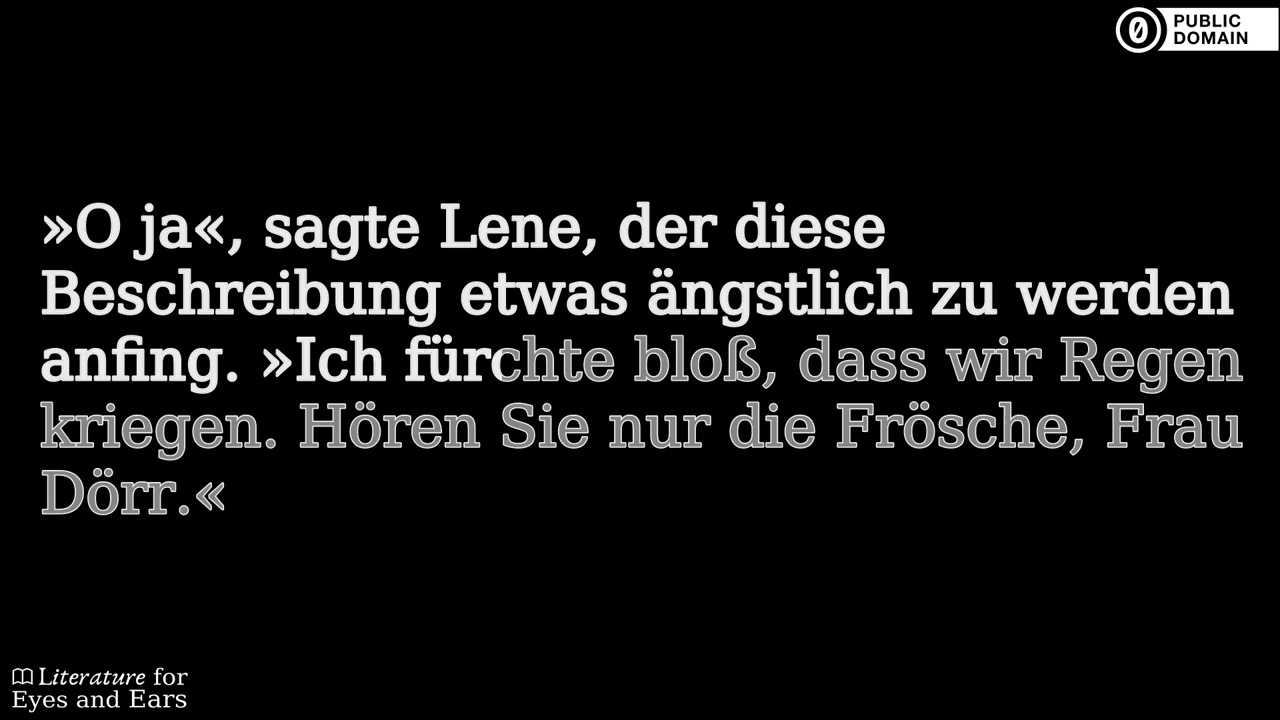 PUBLIC
DOMAIN
»O ja«, sagte Lene, der diese
Beschreibung etwas ängstlich zu werden
anfing. »Ich fürchte bloß, dass wir Regen
kriegen. Hören Sie nur die Frösche, Frau
Dörr.«
Literature for
Eyes and Ears